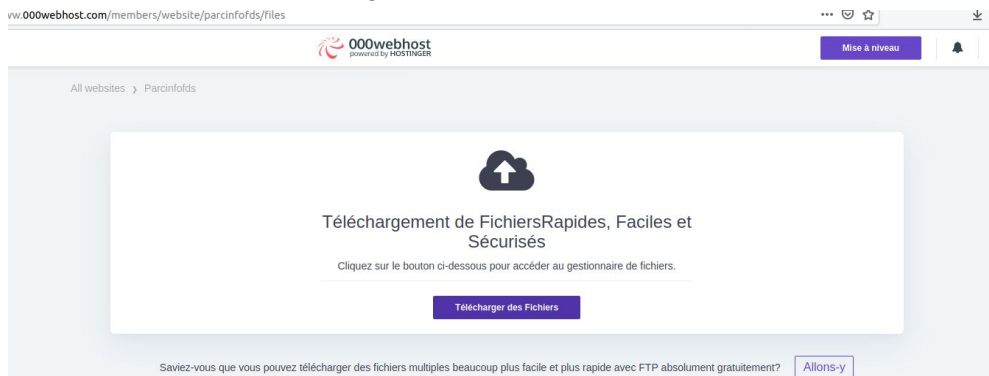 vw.000webhost.com/members/website/parcinfofds/files
000webhost
powered by HOSTINGER
Mise à niveau
All websites > Parcinfofds
Téléchargement de FichiersRapides, Faciles et
Sécurisés
Cliquez sur le bouton ci-dessous pour accéder au gestionnaire de fichiers.
Télécharger des Fichiers
Saviez-vous que vous pouvez télécharger des fichiers multiples beaucoup plus facile et plus rapide avec FTP absolument gratuitement? Allons-y